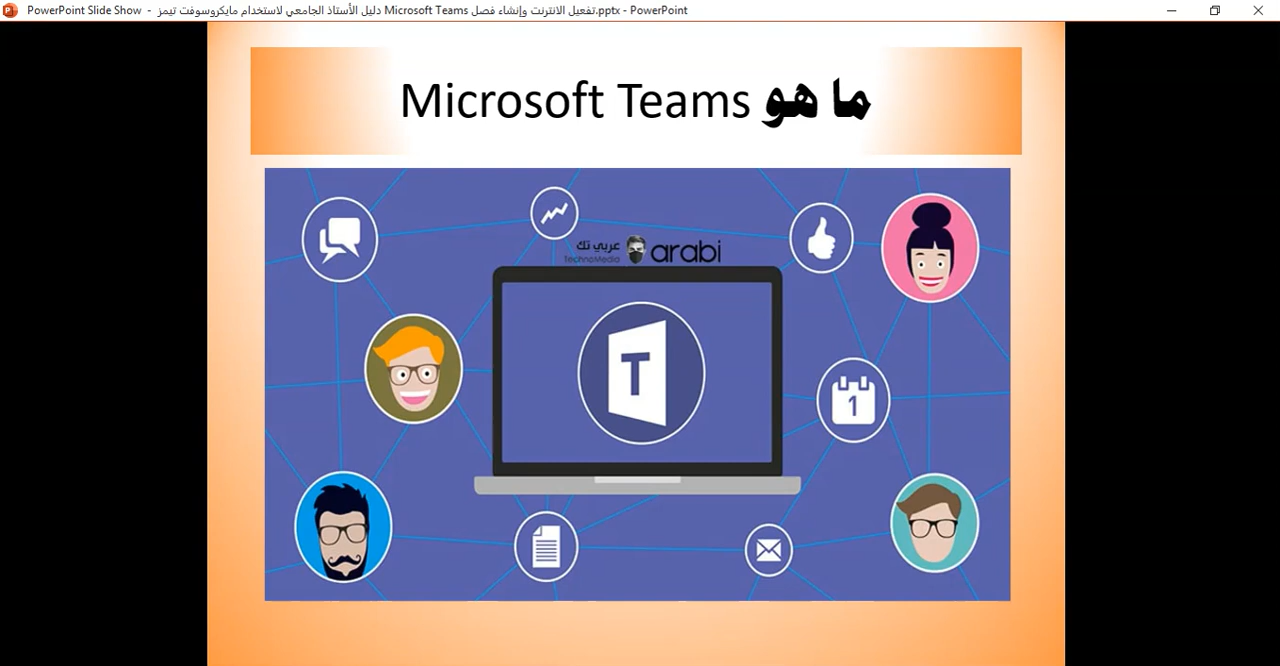 PowerPoint Slide Show - دليل الأستاذ الجامعي لاستخدام مايكروسوفت تيمز Microsoft Teams تفعيل الانترنت وإنشاء فصل.pptx - PowerPoint
ما هو Microsoft Teams
عربي تك arabi
TechnoMedia
T
1